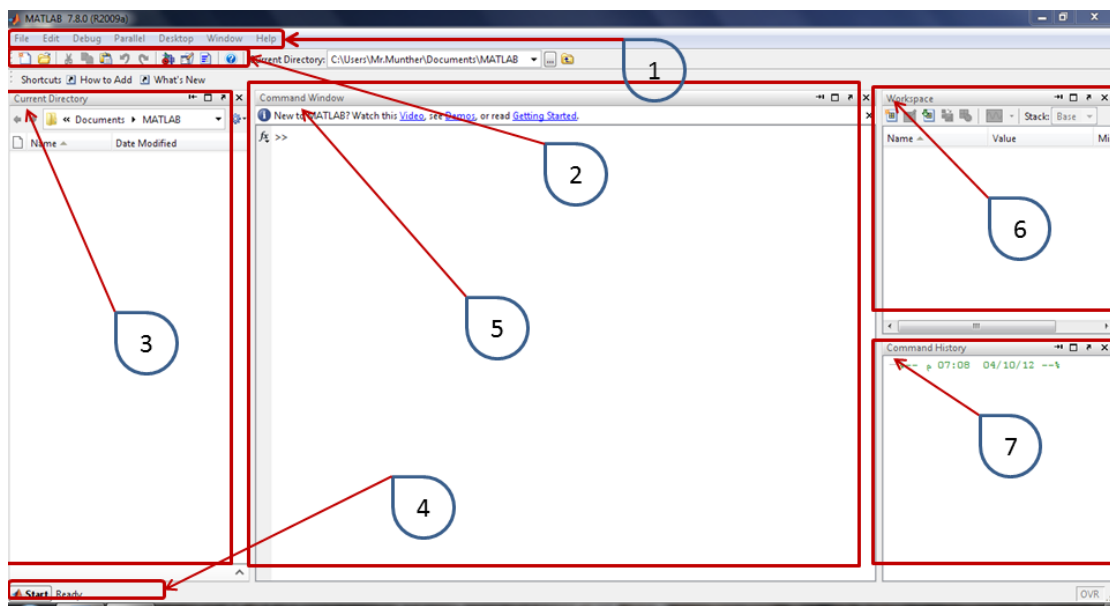 MATLAB 7.8.0 (R2009a)
File Edit Debug Parallel Desktop Window Help
Current Directory: C:\Users\Mr.Munther\Documents\MATLAB
1
Shortcuts How to Add What's New
Current Directory
« Documents MATLAB
Name Date Modified
3
Command Window
New to MATLAB? Watch this Video, see Demos, or read Getting Started.
fx >>
2
5
4
Workspace
Stack: Base
Name Value Mi
6
Command History
07:08 04/10/12 --%
7
Start Ready
OVR